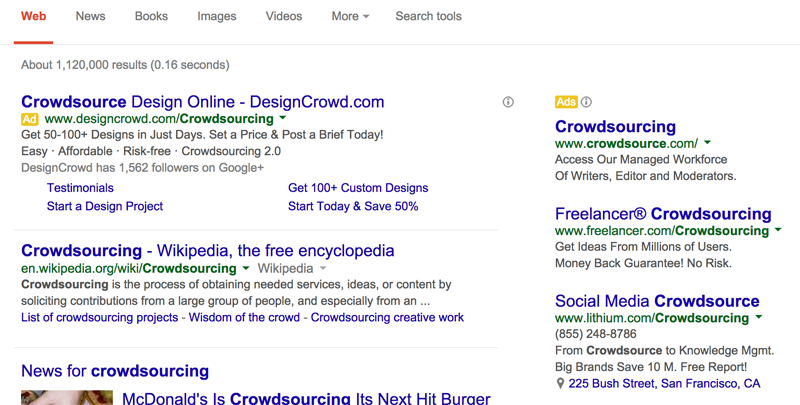 Web News Books Images Videos More Search tools
About 1,120,000 results (0.16 seconds)
Crowdsource Design Online - DesignCrowd.com
Ad www.designcrowd.com/Crowdsourcing
Get 50-100+ Designs in Just Days. Set a Price & Post a Brief Today!
Easy · Affordable · Risk-free · Crowdsourcing 2.0
DesignCrowd has 1,562 followers on Google+
Testimonials Get 100+ Custom Designs
Start a Design Project Start Today & Save 50%
Crowdsourcing - Wikipedia, the free encyclopedia
en.wikipedia.org/wiki/Crowdsourcing Wikipedia
Crowdsourcing is the process of obtaining needed services, ideas, or content by
soliciting contributions from a large group of people, and especially from an ...
List of crowdsourcing projects - Wisdom of the crowd - Crowdsourcing creative work
News for crowdsourcing
McDonald's Is Crowdsourcing Its Next Hit Burger
Ads
Crowdsourcing
www.crowdsource.com/
Access Our Managed Workforce
Of Writers, Editor and Moderators.
Freelancer® Crowdsourcing
www.freelancer.com/Crowdsourcing
Get Ideas From Millions of Users.
Money Back Guarantee! No Risk.
Social Media Crowdsource
www.lithium.com/Crowdsourcing
(855) 248-8786
From Crowdsource to Knowledge Mgmt.
Big Brands Save 10 M. Free Report!
225 Bush Street, San Francisco, CA